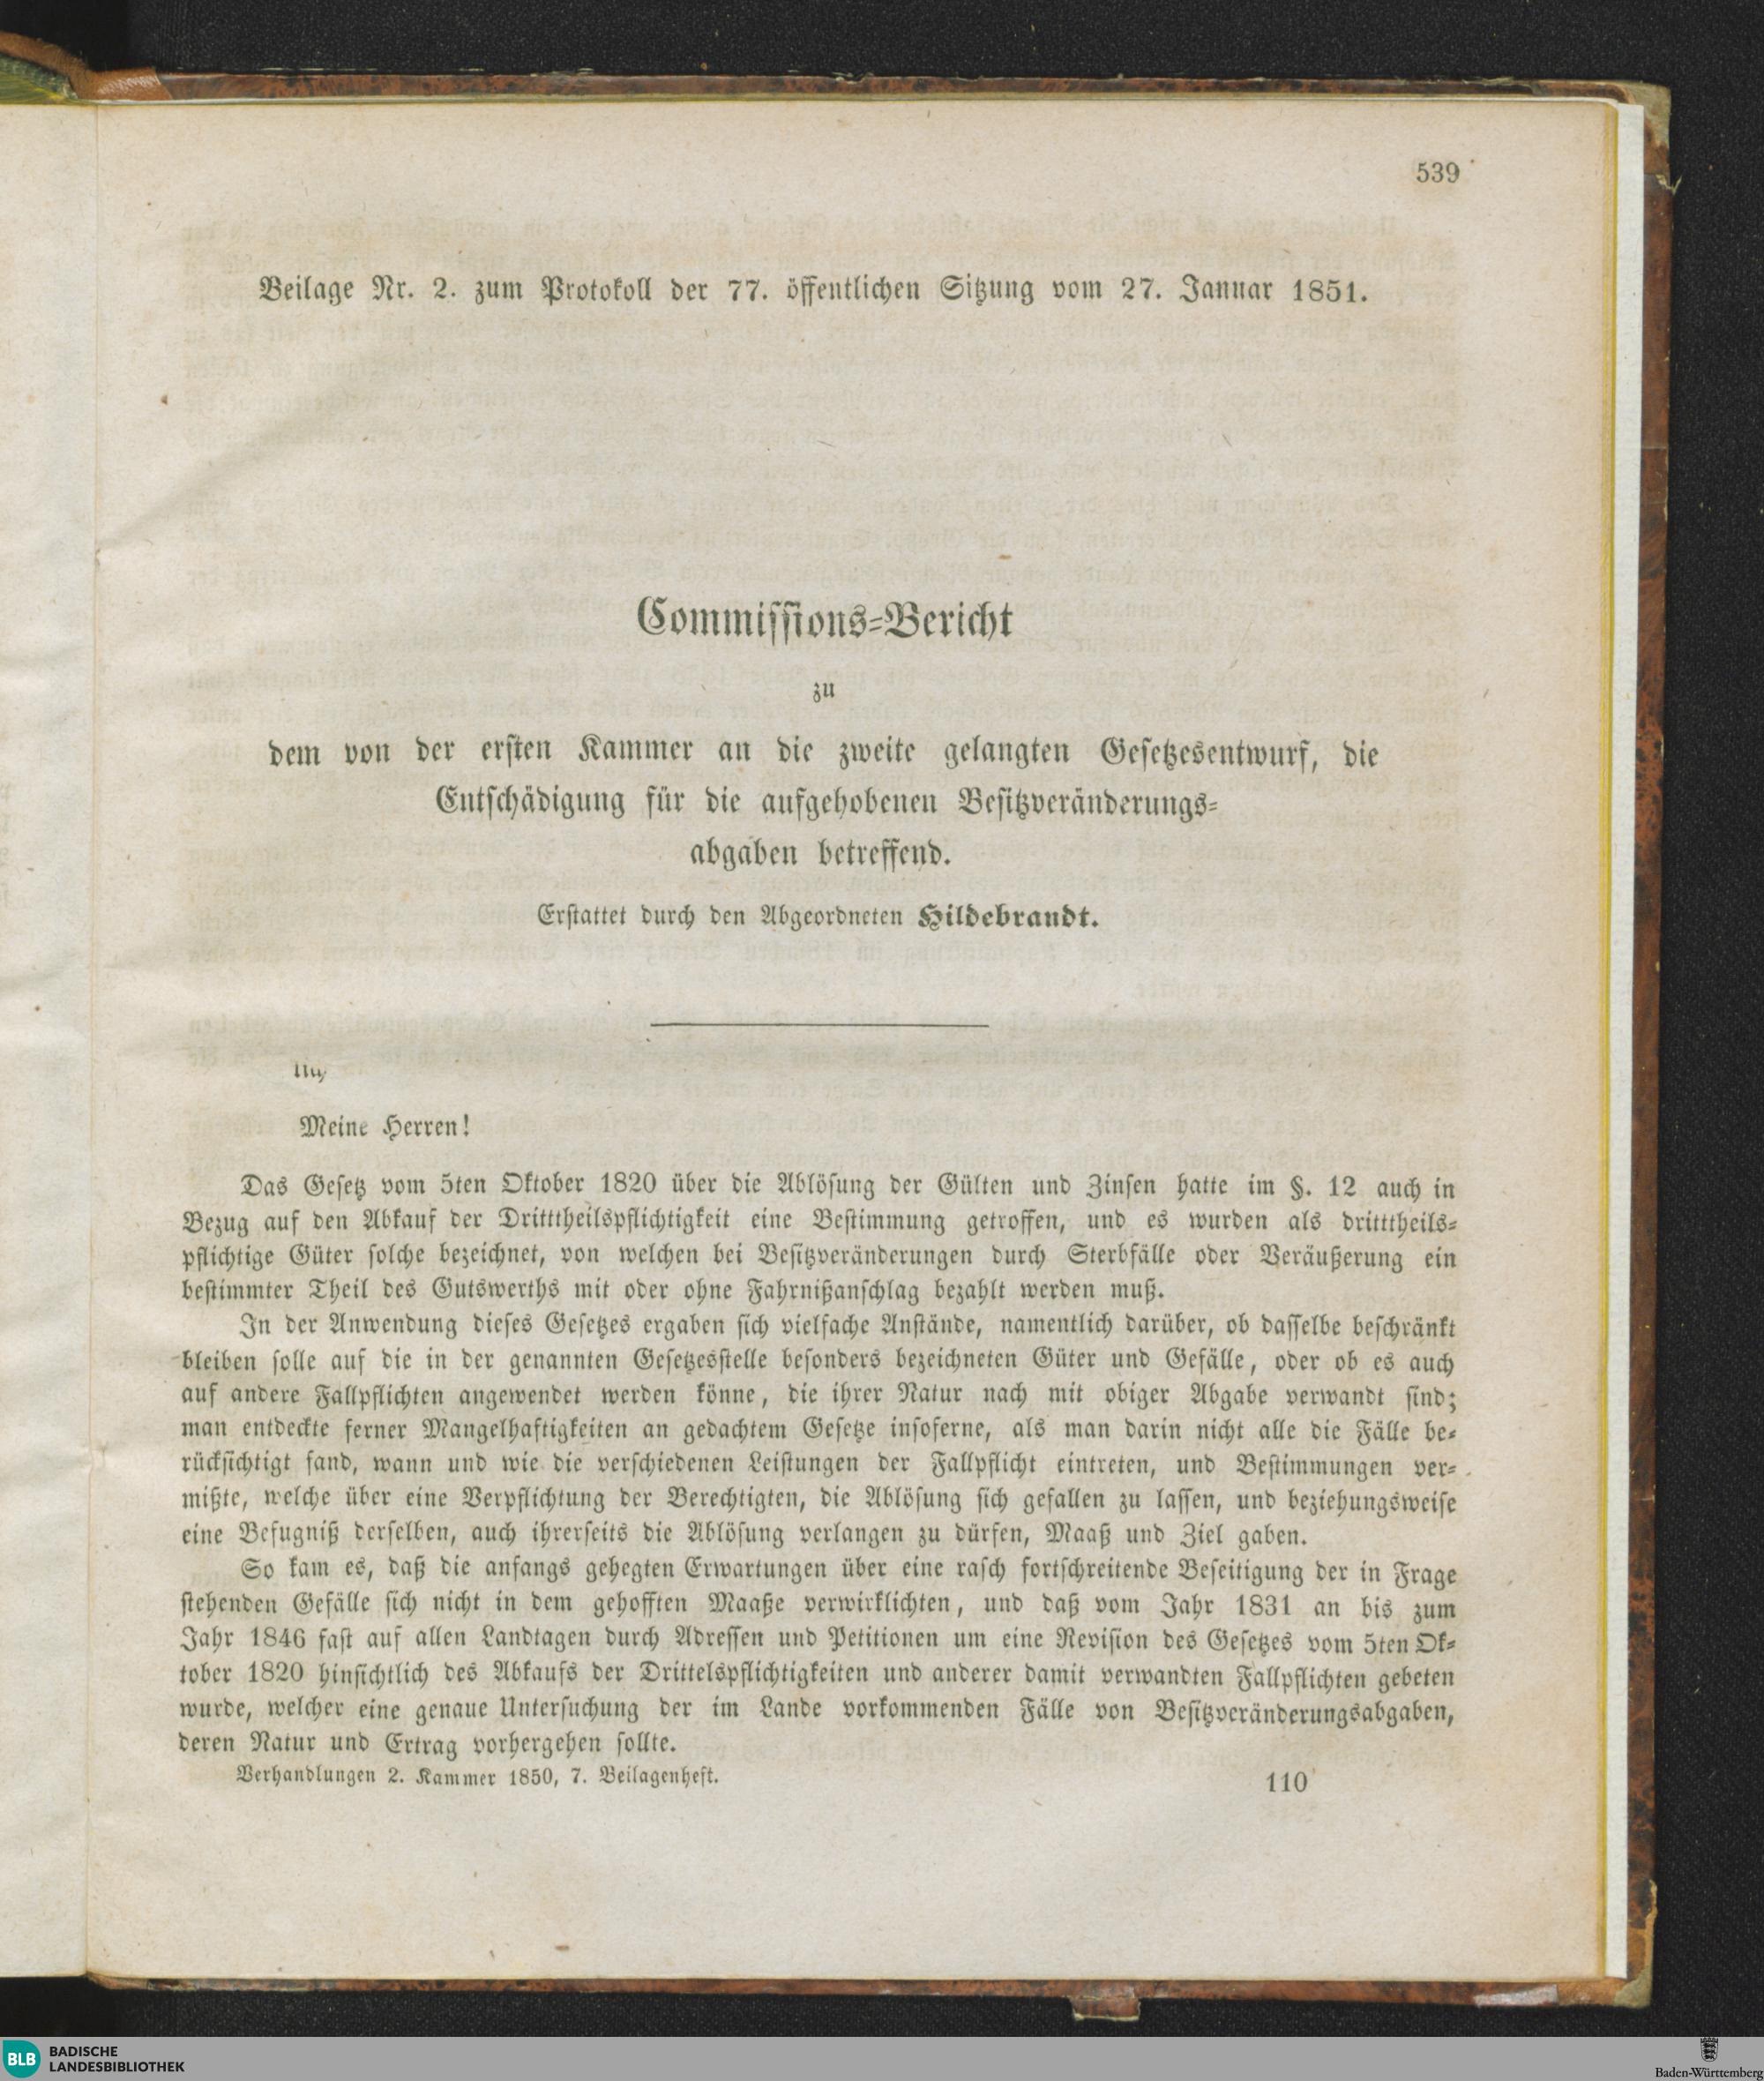 539
Beilage Nr. 2. zum Protokoll der 77. öffentlichen Sitzung vom 27. Januar 1851.
Commissions-Bericht
zu
dem von der ersten Kammer an die zweite gelangten Gesetzesentwurf, die
Entschädigung für die aufgehobenen Besitzveränderungs-
abgaben betreffend.
Erstattet durch den Abgeordneten Hildebrandt.
Meine Herren!
Das Gesetz vom 5ten Oktober 1820 über die Ablösung der Gülten und Zinsen hatte im §. 12 auch in
Bezug auf den Abkauf der Dritttheilspflichtigkeit eine Bestimmung getroffen, und es wurden als dritttheils-
pflichtige Güter solche bezeichnet, von welchen bei Besitzveränderungen durch Sterbfälle oder Veräußerung ein
bestimmter Theil des Gutswerths mit oder ohne Fahrnißanschlag bezahlt werden muß.
In der Anwendung dieses Gesetzes ergaben sich vielfache Anstände, namentlich darüber, ob dasselbe beschränkt
bleiben solle auf die in der genannten Gesetzesstelle besonders bezeichneten Güter und Gefälle, oder ob es auch
auf andere Fallpflichten angewendet werden könne, die ihrer Natur nach mit obiger Abgabe verwandt sind;
man entdeckte ferner Mangelhaftigkeiten an gedachtem Gesetze insoferne, als man darin nicht alle die Fälle be-
rücksichtigt fand, wann und wie die verschiedenen Leistungen der Fallpflicht eintreten, und Bestimmungen ver-
mißte, welche über eine Verpflichtung der Berechtigten, die Ablösung sich gefallen zu lassen, und beziehungsweise
eine Befugniß derselben, auch ihrerseits die Ablösung verlangen zu dürfen, Maaß und Ziel gaben.
So kam es, daß die anfangs gehegten Erwartungen über eine rasch fortschreitende Beseitigung der in Frage
stehenden Gefälle sich nicht in dem gehofften Maaße verwirklichten, und daß vom Jahr 1831 an bis zum
Jahr 1846 fast auf allen Landtagen durch Adressen und Petitionen um eine Revision des Gesetzes vom 5ten Ok-
tober 1820 hinsichtlich des Abkaufs der Drittelspflichtigkeiten und anderer damit verwandten Fallpflichten gebeten
wurde, welcher eine genaue Untersuchung der im Lande vorkommenden Fälle von Besitzveränderungsabgaben,
deren Natur und Ertrag vorhergehen sollte.
Verhandlungen 2. Kammer 1850, 7. Beilagenheft.
110
BLB BADISCHE
LANDESBIBLIOTHEK
Baden-Württemberg